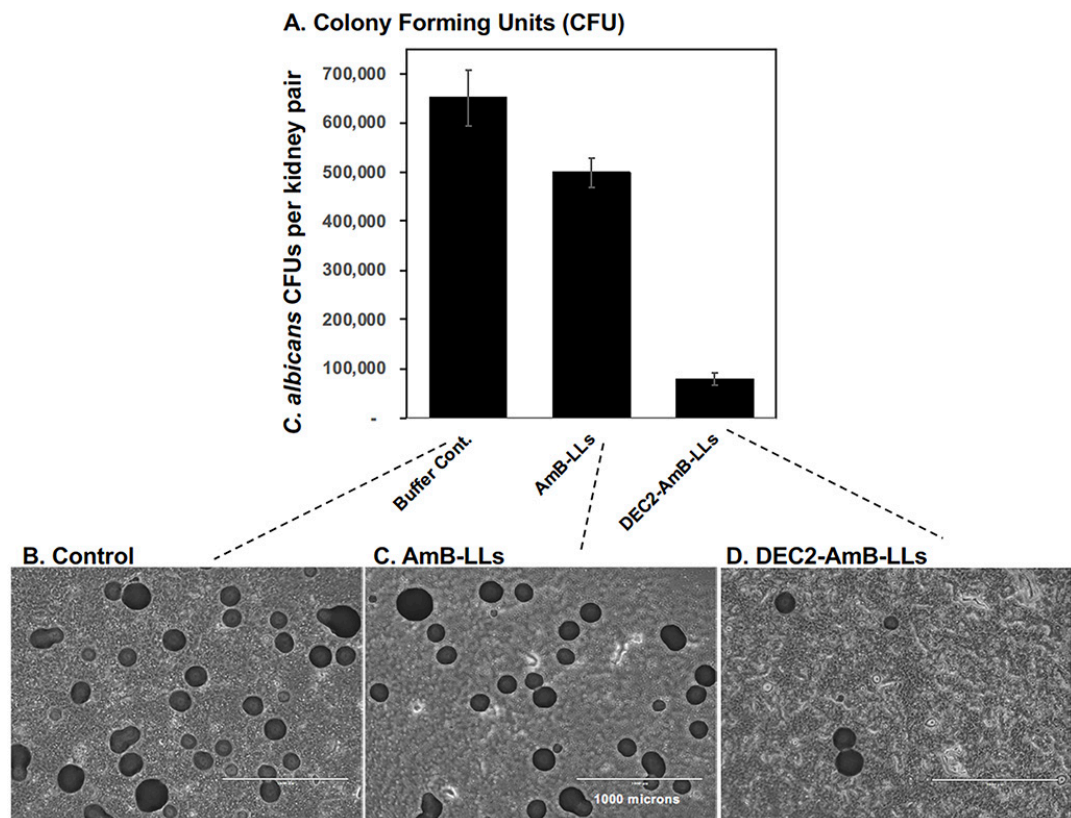 A. Colony Forming Units (CFU)
C. albicans CFUs per kidney pair
700,000
600,000
500,000
400,000
300,000
200,000
100,000
-
Buffer Cont.
AmB-LLs
DEC2-AmB-LLs
B. Control
C. AmB-LLs
D. DEC2-AmB-LLs
1000 microns